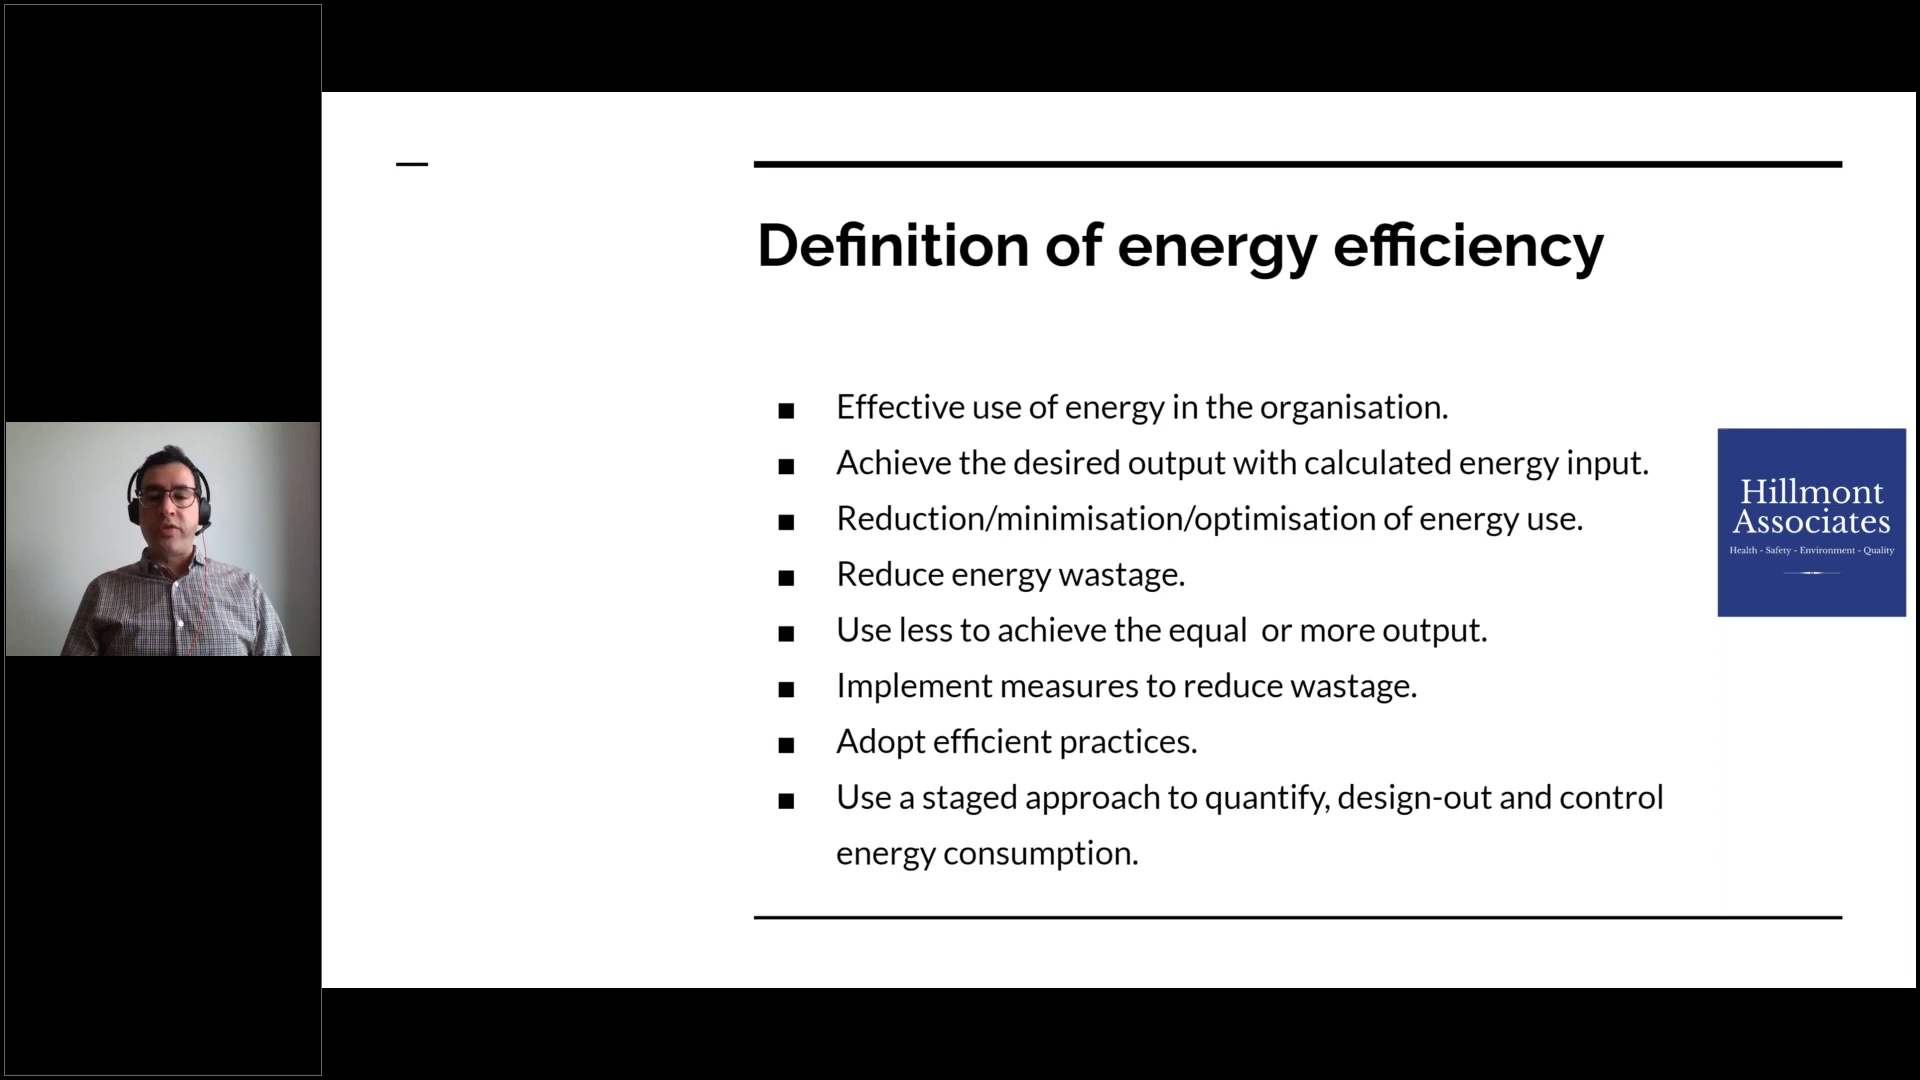 Definition of energy efficiency
■ Effective use of energy in the organisation.
■ Achieve the desired output with calculated energy input.
■ Reduction/minimisation/optimisation of energy use.
■ Reduce energy wastage.
■ Use less to achieve the equal  or more output.
■ Implement measures to reduce wastage.
■ Adopt efficient practices.
■ Use a staged approach to quantify, design-out and control
energy consumption.
Hillmont
Associates
Health - Safety - Environment - Quality